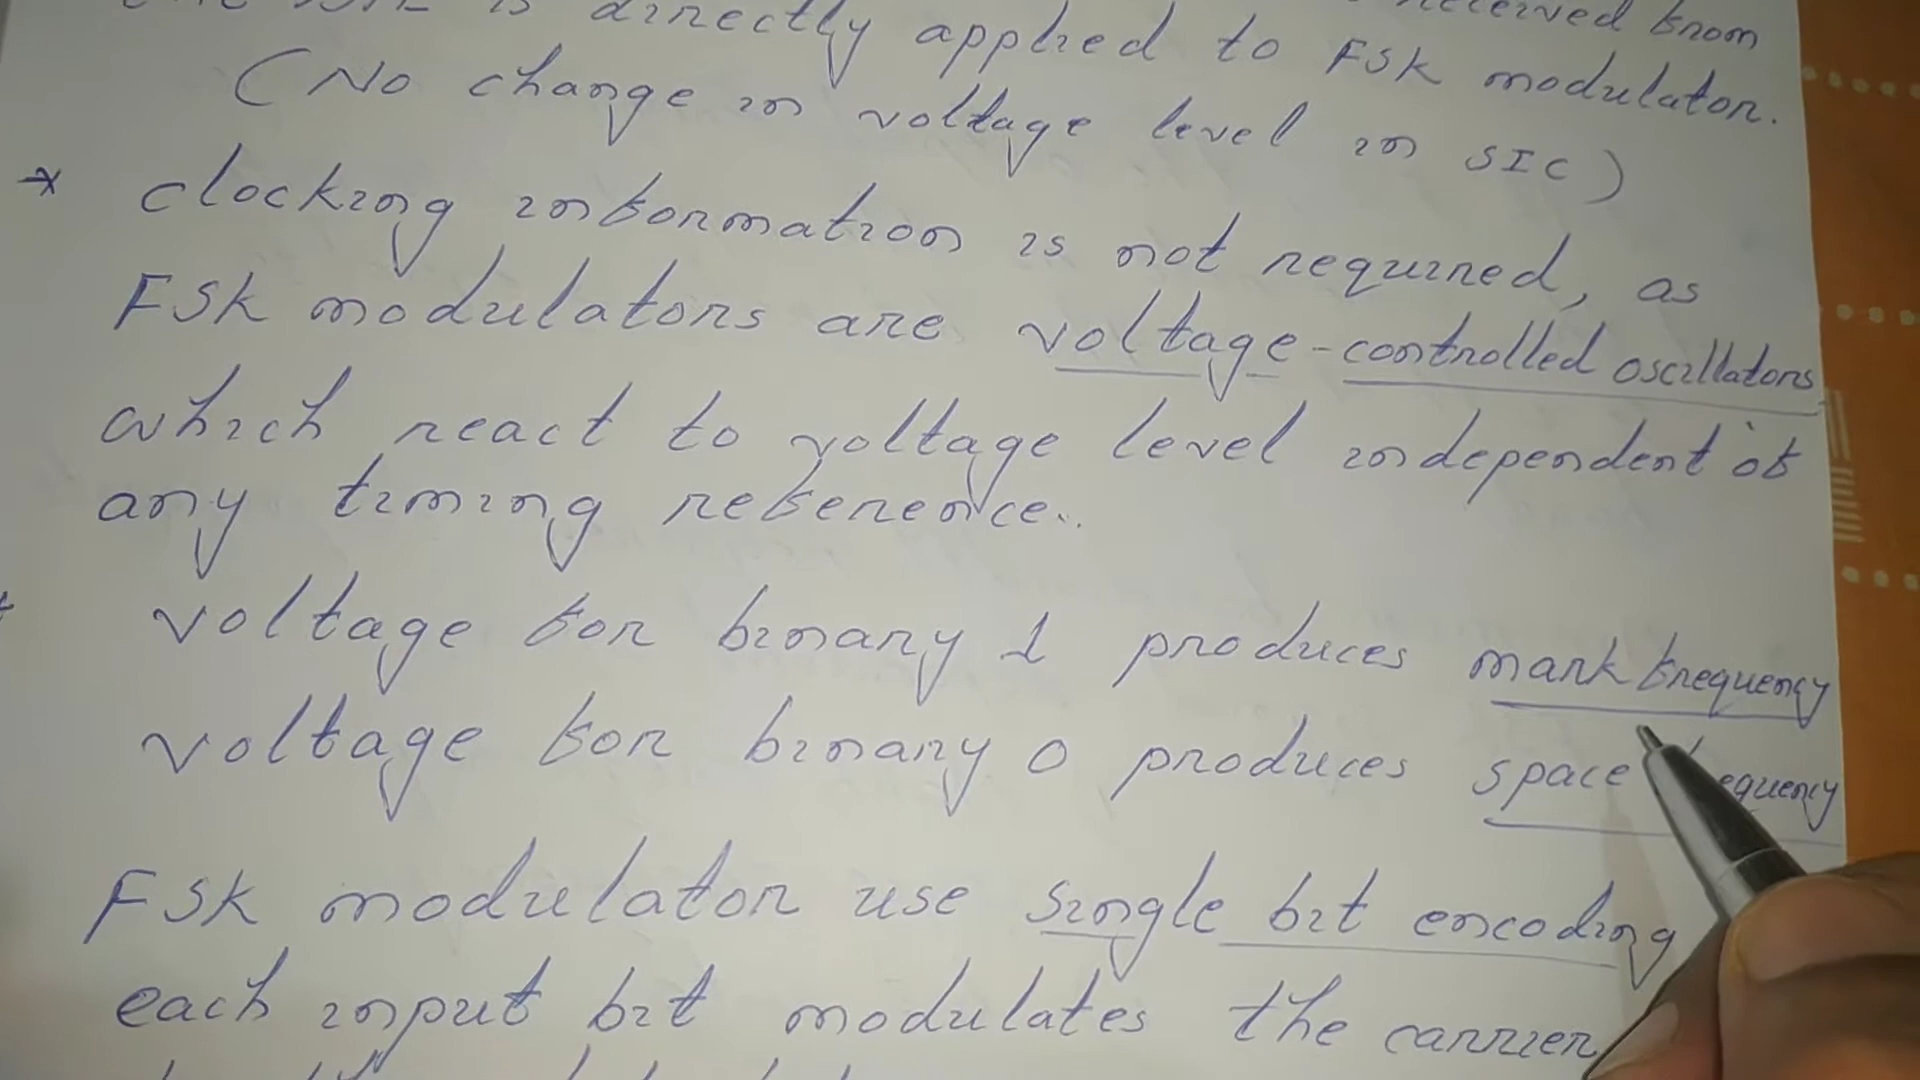 is directly applied to FSK modulator. received from
(No change in voltage level in SIC)
* clocking information is not required, as
FSK modulators are voltage-controlled oscillators
which react to voltage level independent of
any timing reference.
voltage for binary 1 produces mark frequency
voltage for binary 0 produces space frequency
FSK modulator use single bit encoding
each input bit modulates the carrier